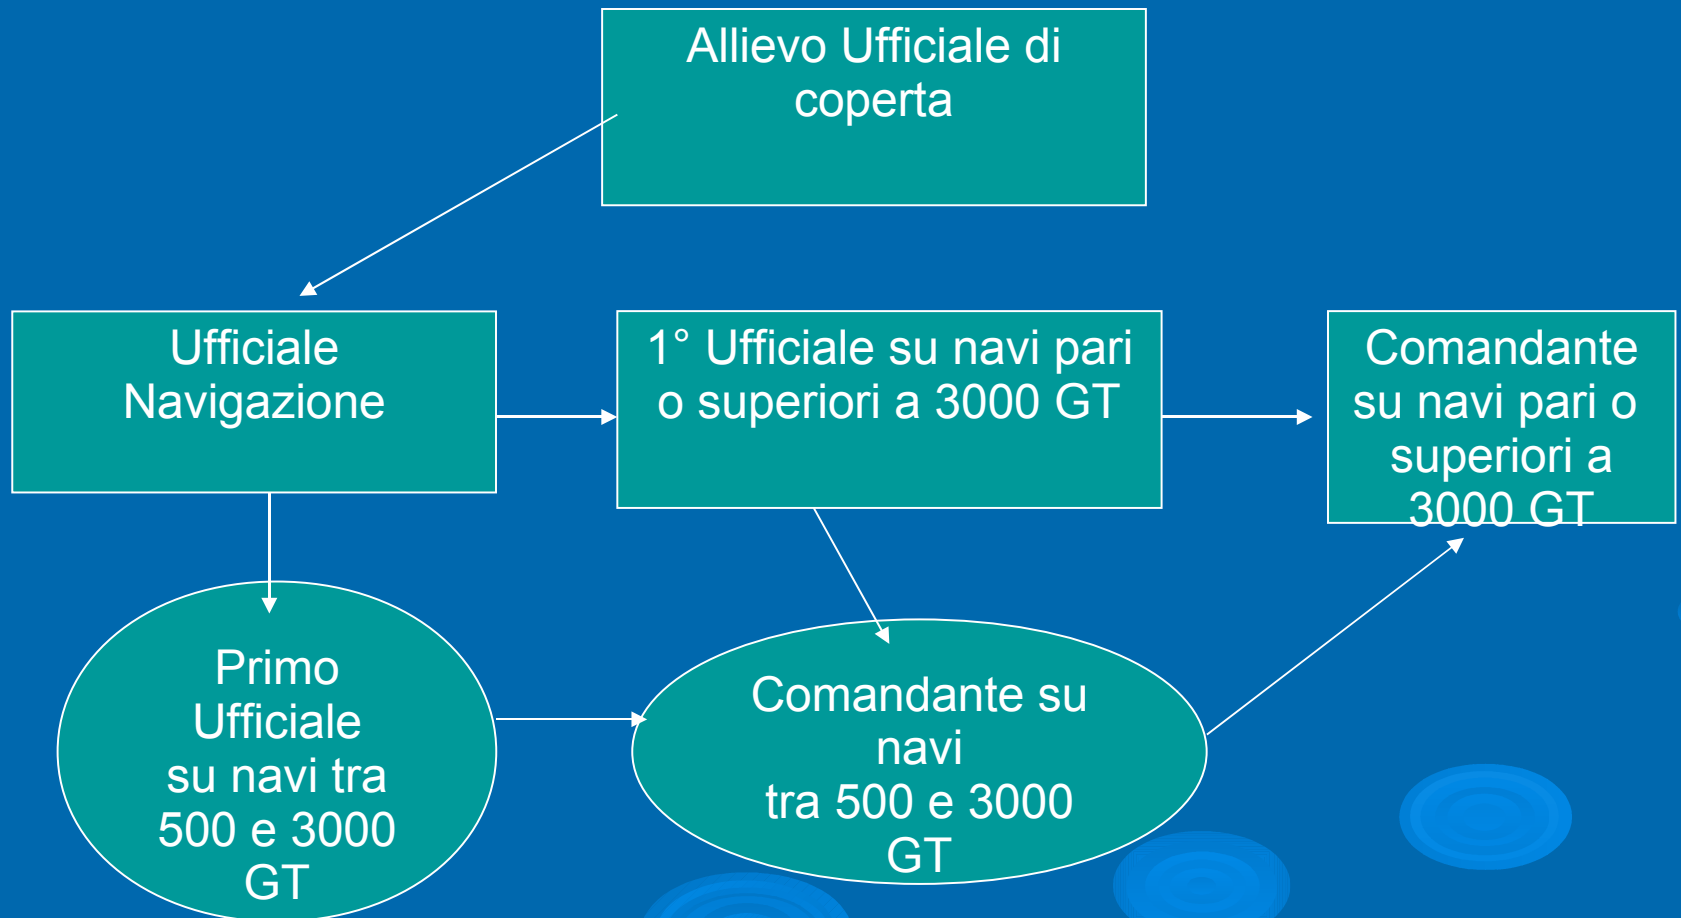 Allievo Ufficiale di
coperta
Ufficiale
Navigazione
1° Ufficiale su navi pari
o superiori a 3000 GT
Comandante
su navi pari o
superiori a
3000 GT
Primo
Ufficiale
su navi tra
500 e 3000
GT
Comandante su
navi
tra 500 e 3000
GT